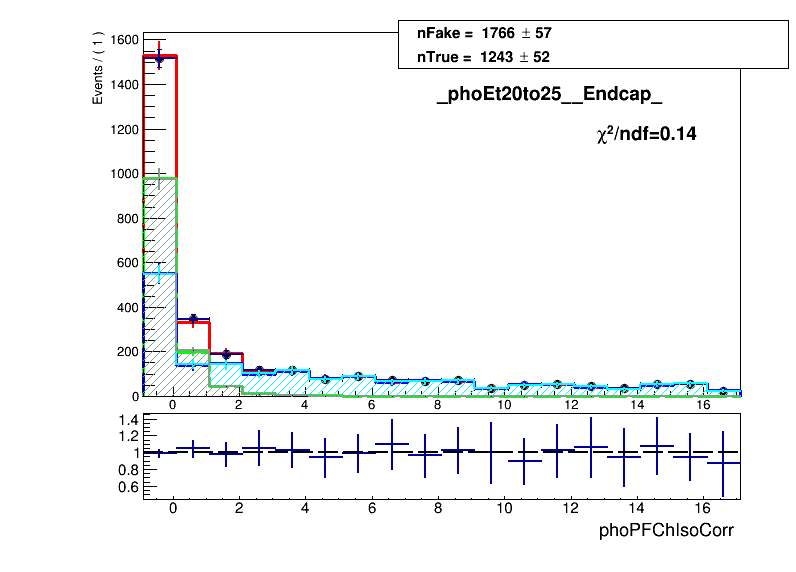 nFake = 1766 ± 57
nTrue = 1243 ± 52
_phoEt20to25__Endcap_
χ²/ndf=0.14
Events / ( 1 )
1600
1400
1200
1000
800
600
400
200
0
0 2 4 6 8 10 12 14 16
1.4
1.2
1
0.8
0.6
0 2 4 6 8 10 12 14 16
phoPFChIsoCorr